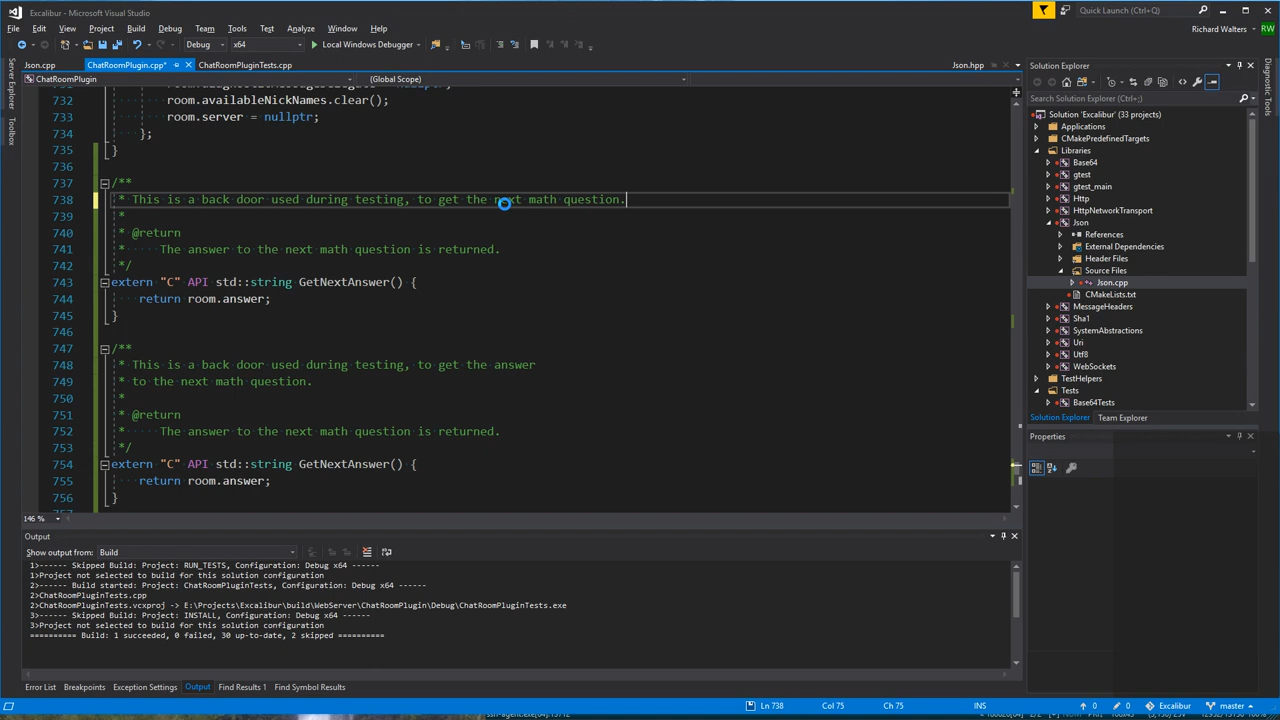 Excalibur - Microsoft Visual Studio
Quick Launch (Ctrl+Q)
File Edit View Project Build Debug Team Tools Test Analyze Window Help
Richard Walters RW
Debug x64 Local Windows Debugger
Json.cpp ChatRoomPlugin.cpp* ChatRoomPluginTests.cpp Json.hpp
ChatRoomPlugin (Global Scope)
Server Explorer
Toolbox
732 room.availableNickNames.clear();
733 room.server = nullptr;
734 };
735 }
736
737 /**
738 * This is a back door used during testing, to get the next math question.
739 *
740 * @return
741 * The answer to the next math question is returned.
742 */
743 extern "C" API std::string GetNextAnswer() {
744 return room.answer;
745 }
746
747 /**
748 * This is a back door used during testing, to get the answer
749 * to the next math question.
750 *
751 * @return
752 * The answer to the next math question is returned.
753 */
754 extern "C" API std::string GetNextAnswer() {
755 return room.answer;
756 }
146 %
Solution Explorer
Search Solution Explorer (Ctrl+;)
Solution 'Excalibur' (33 projects)
Applications
CMakePredefinedTargets
Libraries
Base64
gtest
gtest_main
Http
HttpNetworkTransport
Json
References
External Dependencies
Header Files
Source Files
Json.cpp
CMakeLists.txt
MessageHeaders
Sha1
SystemAbstractions
Uri
Utf8
WebSockets
TestHelpers
Tests
Base64Tests
Solution Explorer Team Explorer
Properties
Diagnostic Tools
Output
Show output from: Build
1>------ Skipped Build: Project: RUN_TESTS, Configuration: Debug x64 ------
1>Project not selected to build for this solution configuration
2>------ Build started: Project: ChatRoomPluginTests, Configuration: Debug x64 ------
2>ChatRoomPluginTests.cpp
2>ChatRoomPluginTests.vcxproj -> E:\Projects\Excalibur\build\WebServer\ChatRoomPlugin\Debug\ChatRoomPluginTests.exe
3>------ Skipped Build: Project: INSTALL, Configuration: Debug x64 ------
3>Project not selected to build for this solution configuration
========== Build: 1 succeeded, 0 failed, 30 up-to-date, 2 skipped ==========
Error List Breakpoints Exception Settings Output Find Results 1 Find Symbol Results
Ln 738 Col 75 Ch 75 INS 0 0 Excalibur master